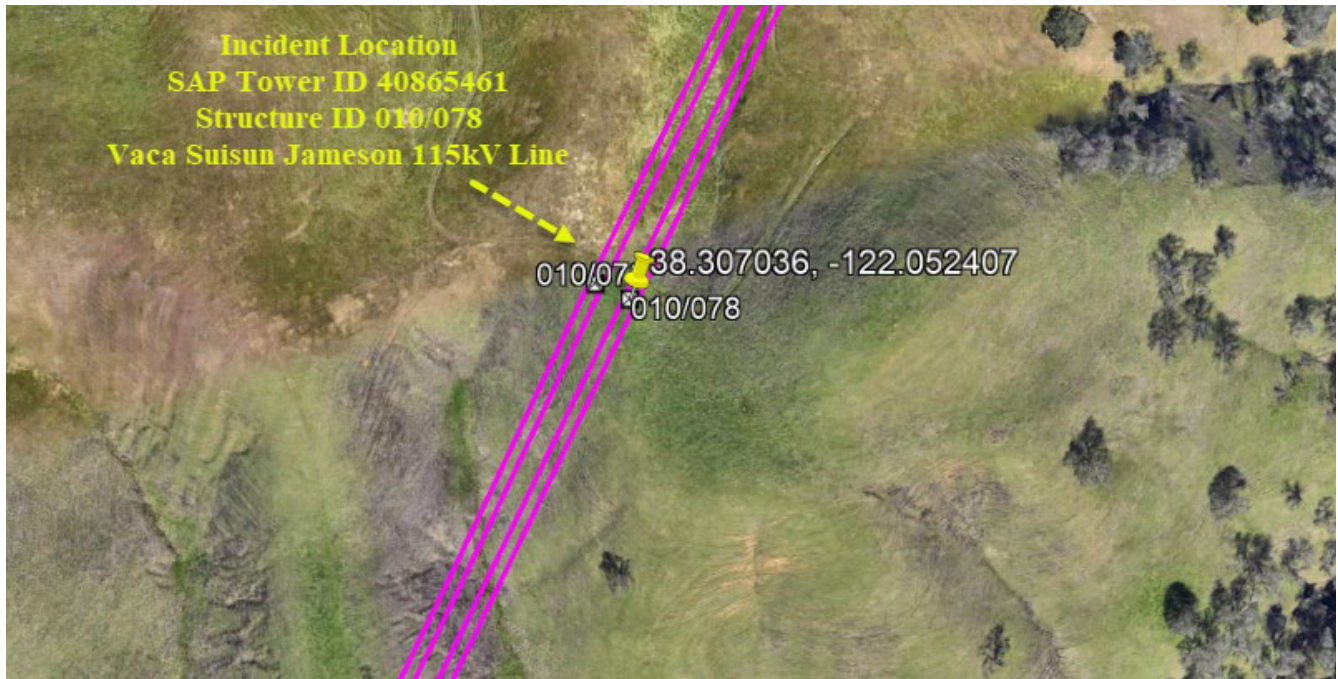 Incident Location
SAP Tower ID 40865461
Structure ID 010/078
Vaca Suisun Jameson 115kV Line
38.307036, -122.052407
010/078